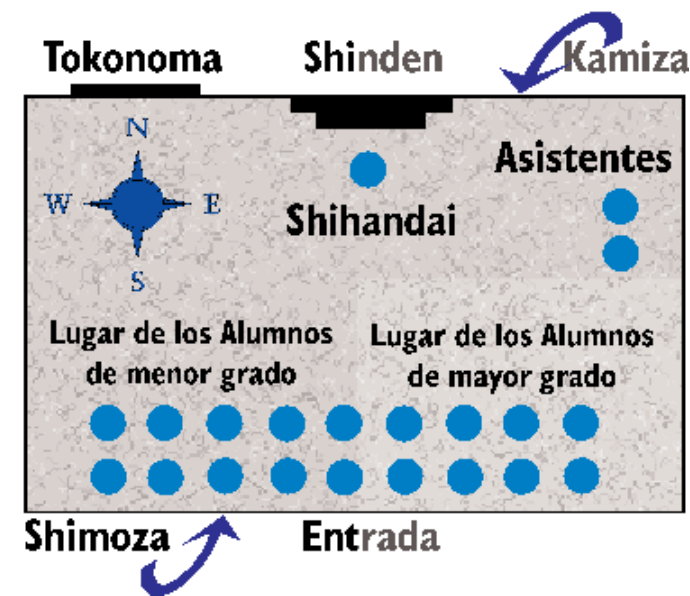 Tokonoma Shinden Kamiza
N
W E
S
Asistentes
Shihandai
Lugar de los Alumnos
de menor grado
Lugar de los Alumnos
de mayor grado
Shimoza Entrada